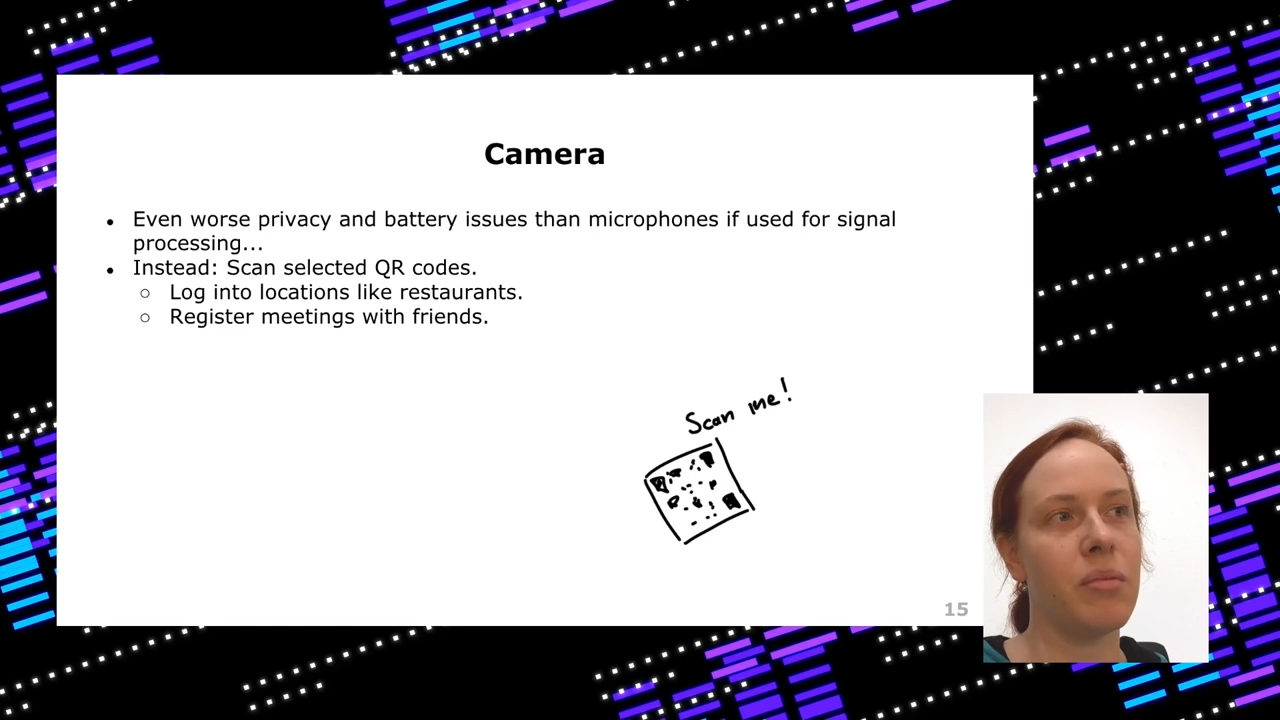 Camera
Even worse privacy and battery issues than microphones if used for signal
processing...
Instead: Scan selected QR codes.
Log into locations like restaurants.
Register meetings with friends.
Scan me!
15